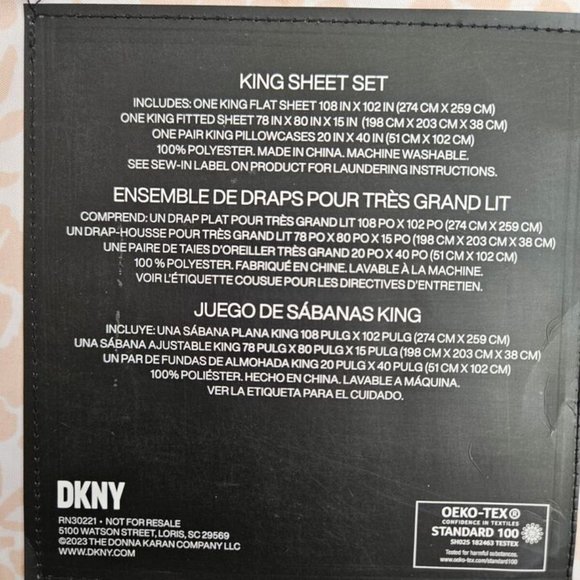 KING SHEET SET
INCLUDES: ONE KING FLAT SHEET 108 IN X 102 IN (274 CM X 259 CM)
ONE KING FITTED SHEET 78 IN X 80 IN X 15 IN (198 CM X 203 CM X 38 CM)
ONE PAIR KING PILLOWCASES 20 IN X 40 IN (51 CM X 102 CM)
100% POLYESTER. MADE IN CHINA. MACHINE WASHABLE.
SEE SEW-IN LABEL ON PRODUCT FOR LAUNDERING INSTRUCTIONS.
ENSEMBLE DE DRAPS POUR TRÈS GRAND LIT
COMPREND: UN DRAP PLAT POUR TRÈS GRAND LIT 108 PO X 102 PO (274 CM X 259 CM)
UN DRAP-HOUSSE POUR TRÈS GRAND LIT 78 PO X 80 PO X 15 PO (198 CM X 203 CM X 38 CM)
UNE PAIRE DE TAIES D'OREILLER TRÈS GRAND 20 PO X 40 PO (51 CM X 102 CM)
100 % POLYESTER. FABRIQUÉ EN CHINE. LAVABLE À LA MACHINE.
VOIR L'ÉTIQUETTE COUSUE POUR LES DIRECTIVES D'ENTRETIEN.
JUEGO DE SÁBANAS KING
INCLUYE: UNA SÁBANA PLANA KING 108 PULG X 102 PULG (274 CM X 259 CM)
UNA SÁBANA AJUSTABLE KING 78 PULG X 80 PULG X 15 PULG (198 CM X 203 CM X 38 CM)
UN PAR DE FUNDAS DE ALMOHADA KING 20 PULG X 40 PULG (51 CM X 102 CM)
100% POLIÉSTER. HECHO EN CHINA. LAVABLE A MÁQUINA.
VER LA ETIQUETA PARA EL CUIDADO.
DKNY
RN30221 • NOT FOR RESALE
5100 WATSON STREET, LORIS, SC 29569
©2023 THE DONNA KARAN COMPANY LLC
WWW.DKNY.COM
OEKO-TEX®
CONFIDENCE IN TEXTILES
STANDARD 100
SH025 182463 TESTEX
Tested for harmful substances.
www.oeko-tex.com/standard100